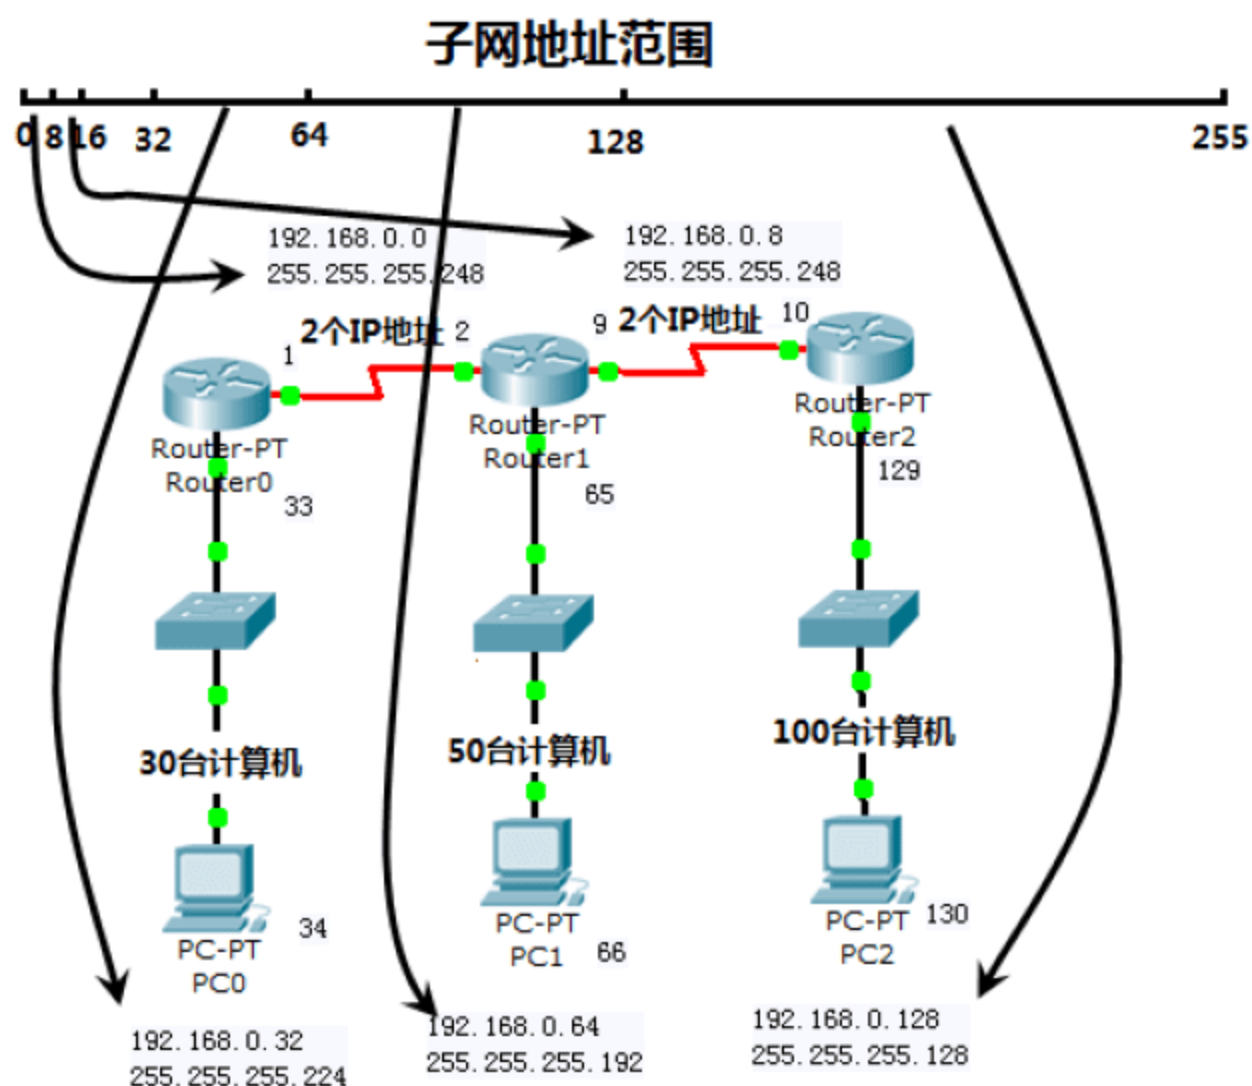 子网地址范围
0 8 16 32 64 128 255
192.168.0.0
255.255.255.248
192.168.0.8
255.255.255.248
2个IP地址
2个IP地址
1
2
9
10
Router-PT
Router0
Router-PT
Router1
Router-PT
Router2
33
65
129
30台计算机
50台计算机
100台计算机
PC-PT
PC0
34
PC-PT
PC1
66
PC-PT
PC2
130
192.168.0.32
255.255.255.224
192.168.0.64
255.255.255.192
192.168.0.128
255.255.255.128